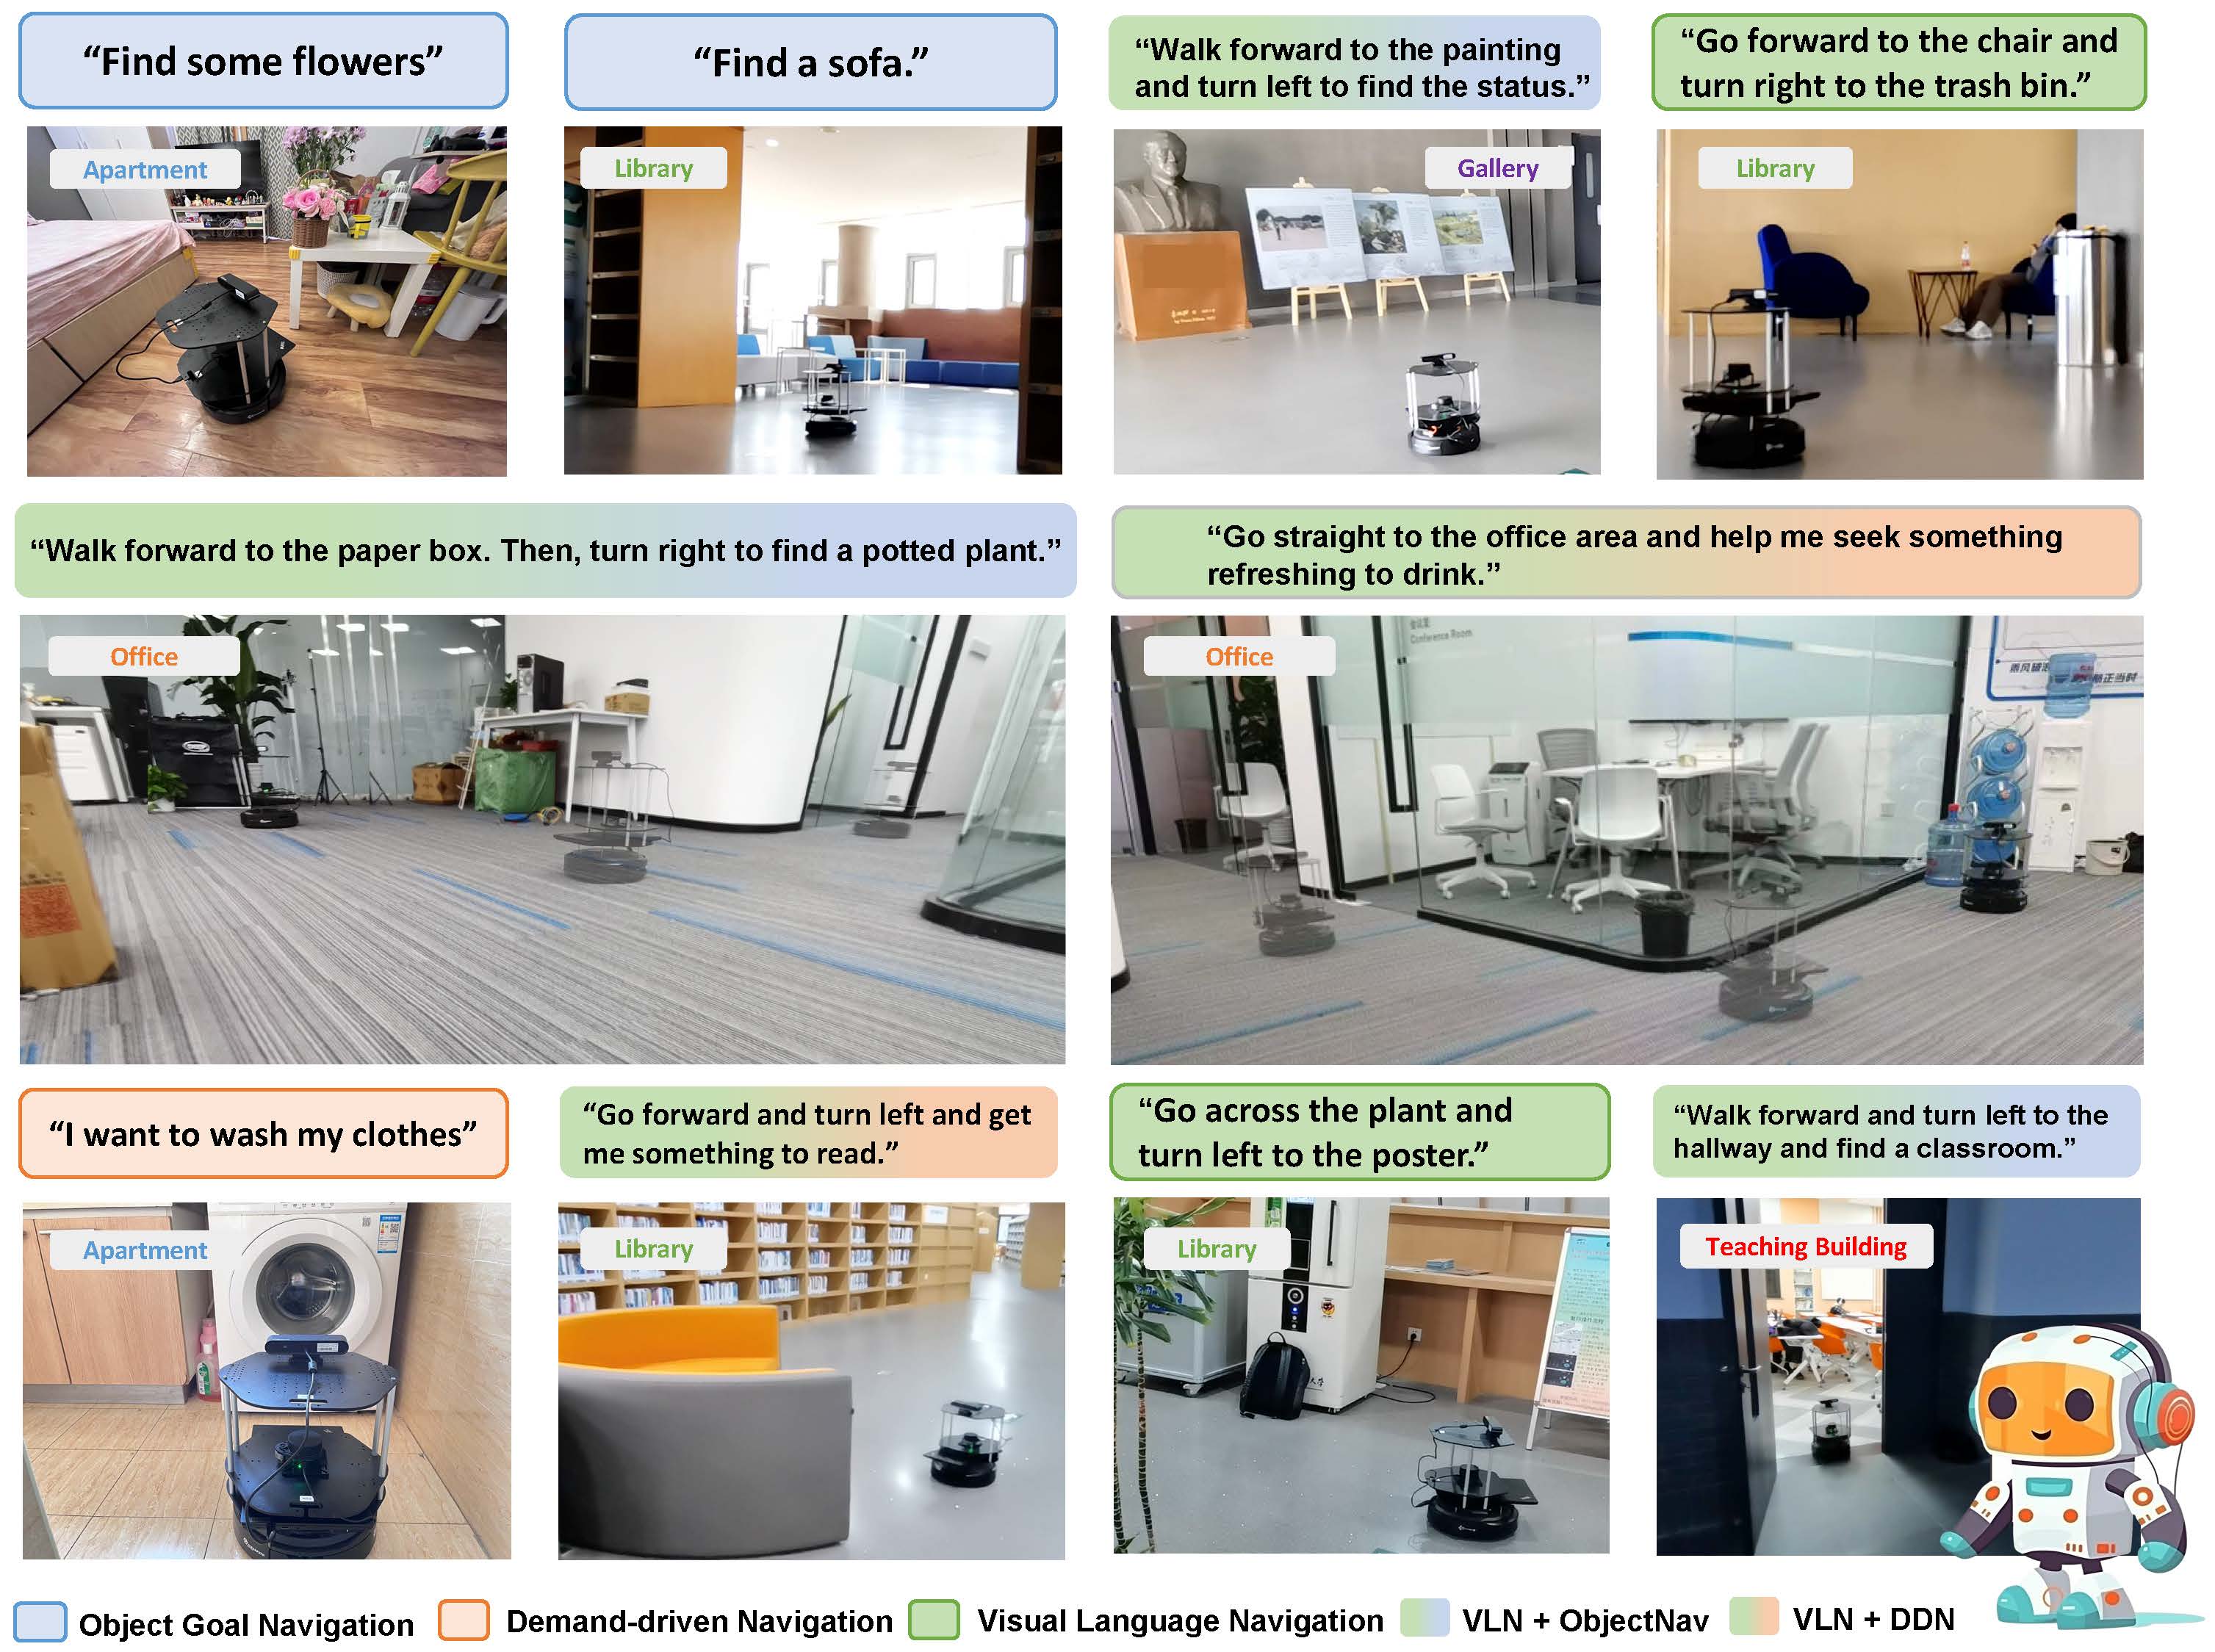 “Find some flowers”
“Find a sofa.”
“Walk forward to the painting
and turn left to find the status.”
“Go forward to the chair and
turn right to the trash bin.”
Apartment
Library
Gallery
Library
“Walk forward to the paper box. Then, turn right to find a potted plant.”
“Go straight to the office area and help me seek something
refreshing to drink.”
Office
Office
会议室
Conference Room
“I want to wash my clothes”
“Go forward and turn left and get
me something to read.”
“Go across the plant and
turn left to the poster.”
“Walk forward and turn left to the
hallway and find a classroom.”
Apartment
Library
Library
Teaching Building
Object Goal Navigation
Demand-driven Navigation
Visual Language Navigation
VLN + ObjectNav
VLN + DDN